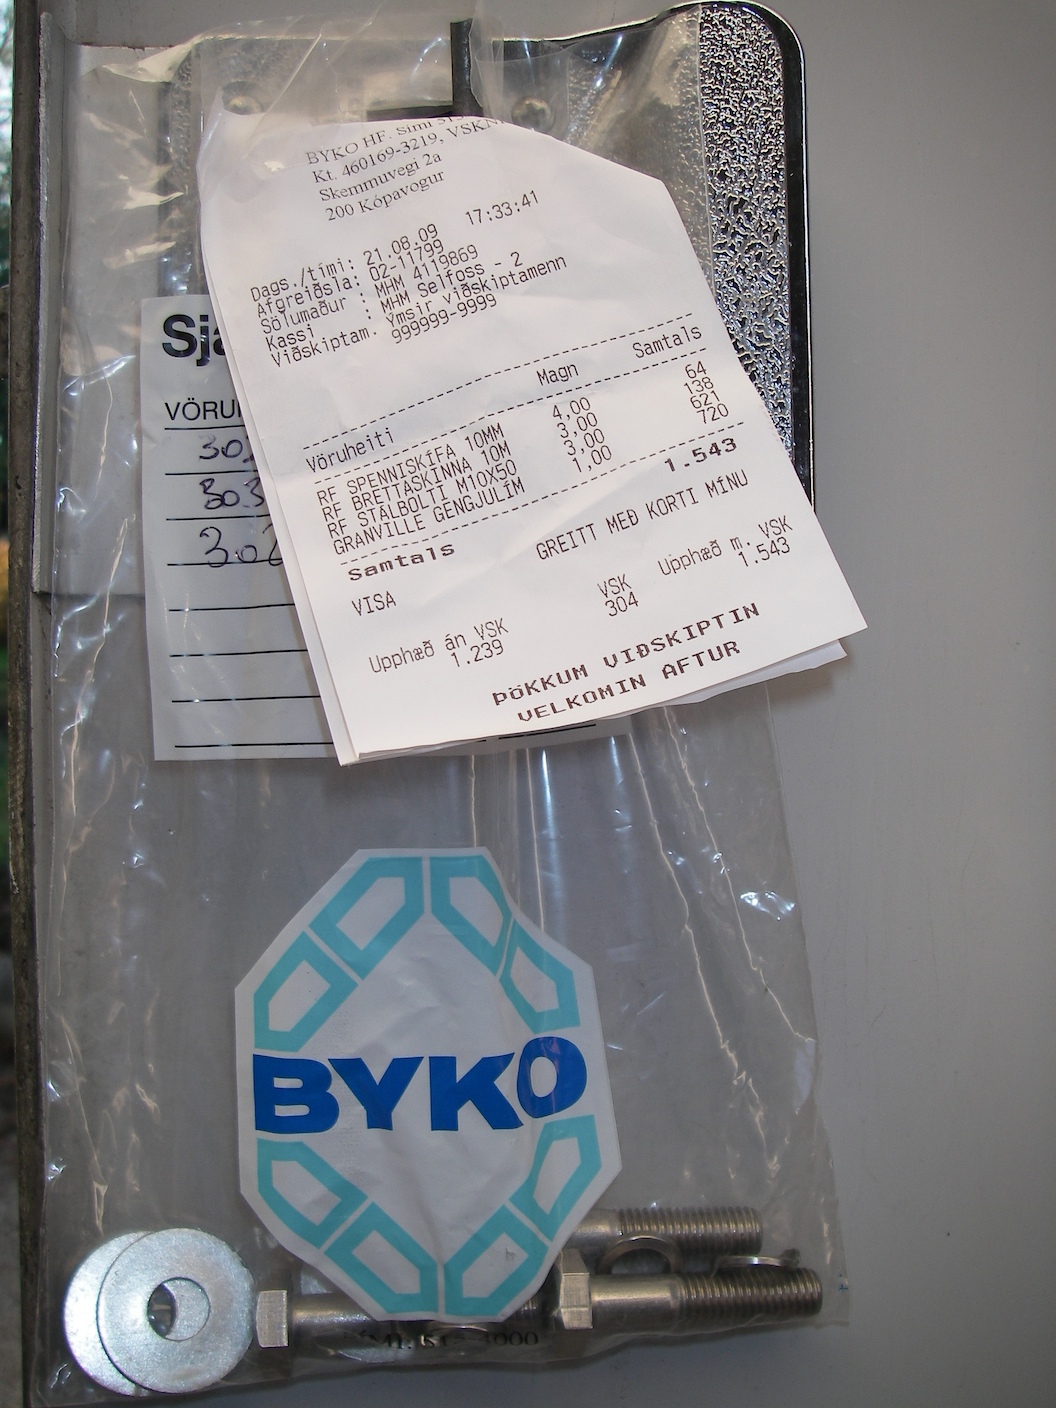 BYKO HF. Sími
Kt. 460169-3219,
Skemmuvegi 2a
200 Kópavogur
Dags./tími: 21.08.09 17:33:41
Afgreiðsla: 02-11799
Sölumaður : MHM 4119869
Kassi : MHM Selfoss - 2
Viðskiptam. Ýmsir viðskiptamenn
999999-9999
Vöruheiti Magn Samtals
RF SPENNISKÍFA 10MM 4,00 64
RF BRETTASKINNA 10M 3,00 138
RF STÁLBOLTI M10X50 3,00 621
GRANVILLE GENGJULÍM 1,00 720
Samtals 1.543
VISA GREITT MEÐ KORTI MÍNU
Upphæð án VSK VSK Upphæð m. VSK
1.239 304 1.543
ÞÖKKUM VIÐSKIPTIN
VELKOMIN AFTUR
BYKO